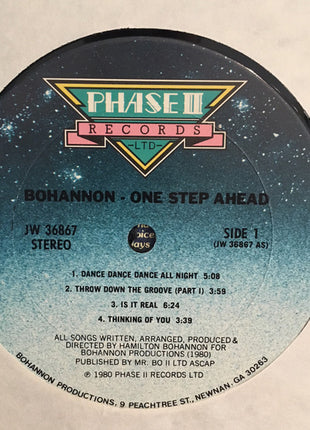 PHASE II
RECORDS
-LTD-
BOHANNON - ONE STEP AHEAD
JW 36867
STEREO
SIDE 1
(JW 36867 AS)
1. DANCE DANCE DANCE ALL NIGHT 5:08
2. THROW DOWN THE GROOVE (PART I) 3:59
3. IS IT REAL 6:24
4. THINKING OF YOU 3:39
ALL SONGS WRITTEN, ARRANGED, PRODUCED &
DIRECTED BY HAMILTON BOHANNON FOR
BOHANNON PRODUCTIONS (1980)
PUBLISHED BY MR. BO II LTD ASCAP
℗ 1980 PHASE II RECORDS LTD
BOHANNON PRODUCTIONS, 9 PEACHTREE ST., NEWNAN, GA 30263